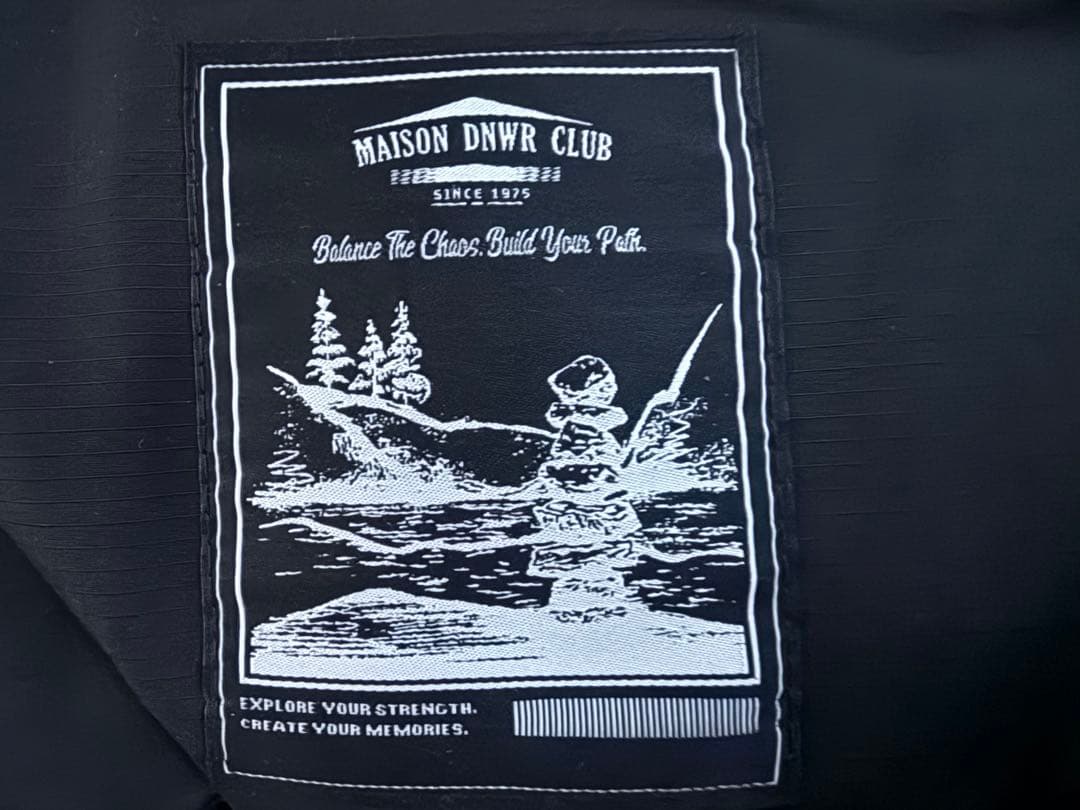 MAISON DNWR CLUB
SINCE 1975
Balance The Chaos. Build Your Path.
EXPLORE YOUR STRENGTH.
CREATE YOUR MEMORIES.